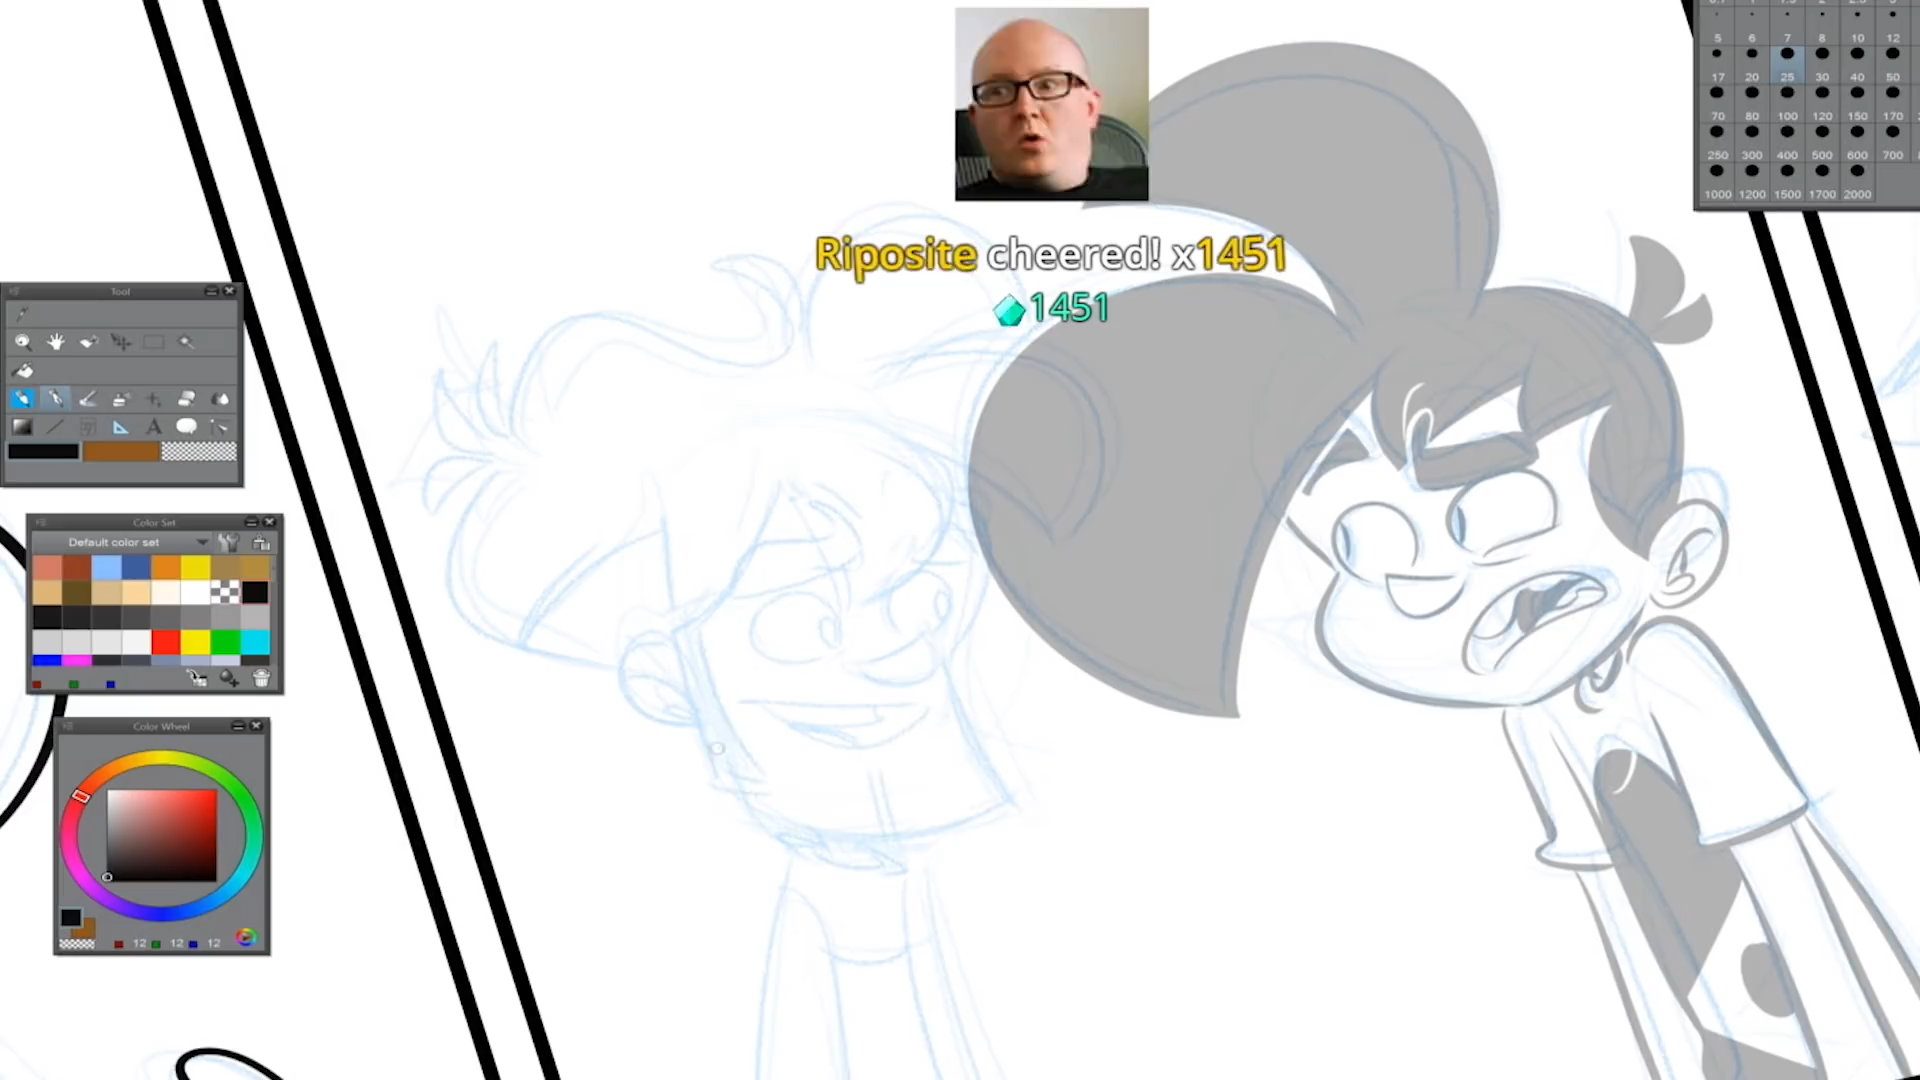 5 6 7 8 10 12
17 20 25 30 40 50
70 80 100 120 150 170
250 300 400 500 600 700
1000 1200 1500 1700 2000
Riposite cheered! x1451
1451
Tool
A
Color Set
Default color set
Color Wheel
12 12 12